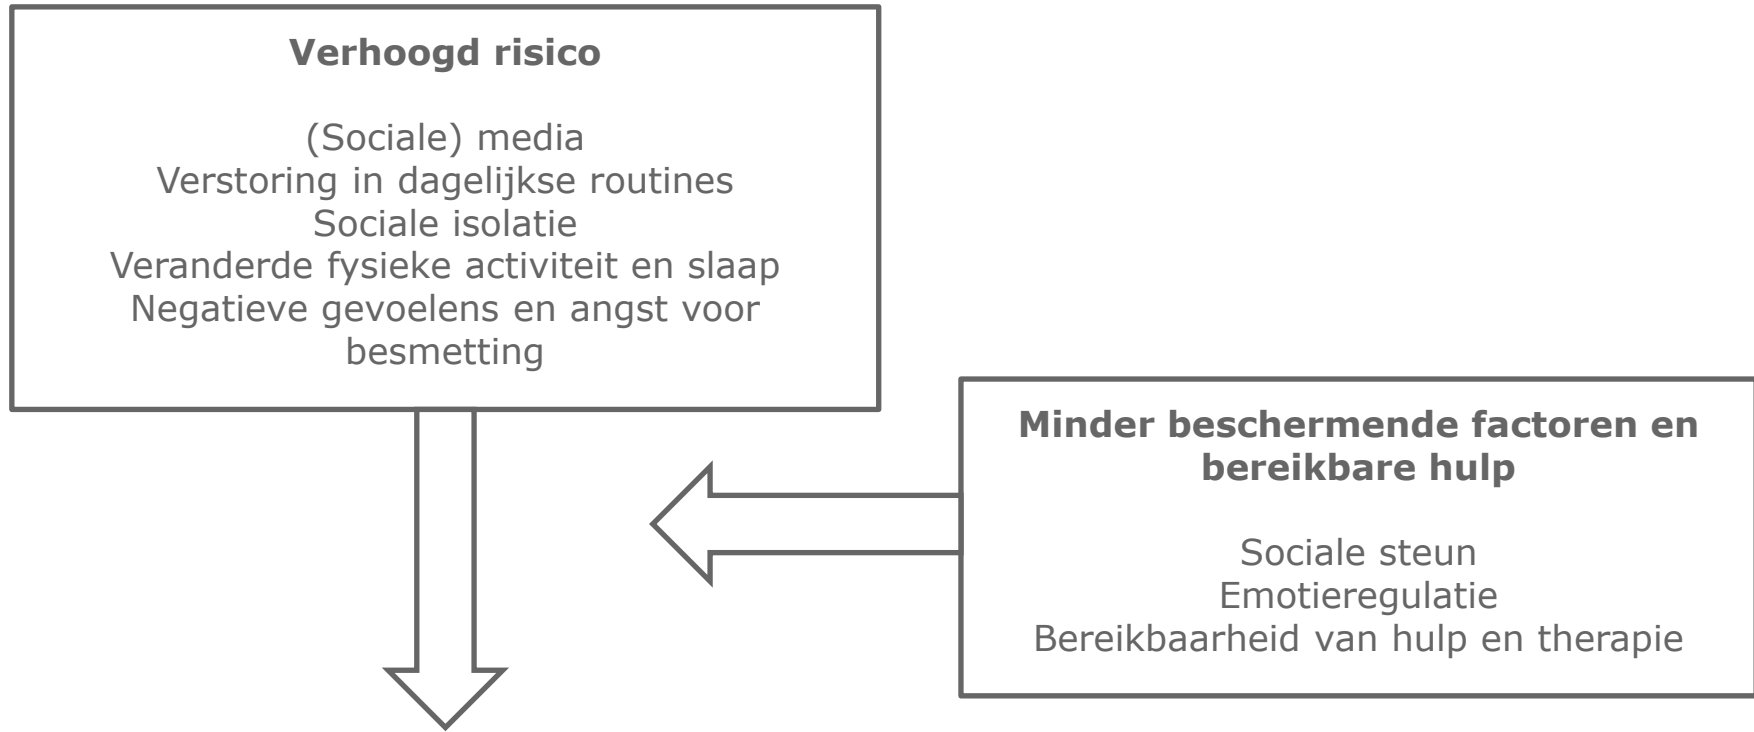 Verhoogd risico
(Sociale) media
Verstoring in dagelijkse routines
Sociale isolatie
Veranderde fysieke activiteit en slaap
Negatieve gevoelens en angst voor
besmetting
Minder beschermende factoren en
bereikbare hulp
Sociale steun
Emotieregulatie
Bereikbaarheid van hulp en therapie